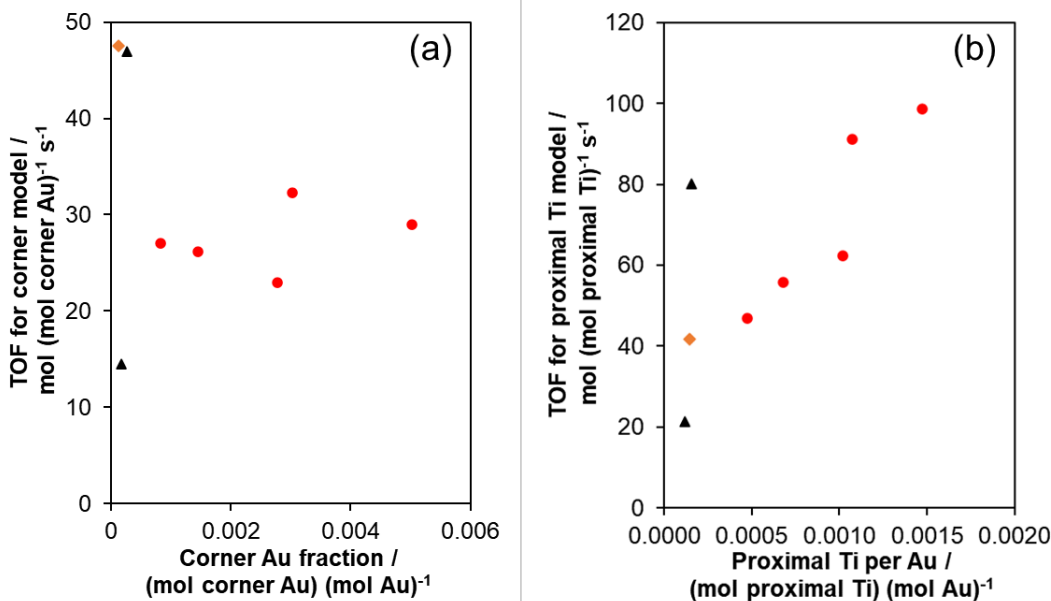 (a)
TOF for corner model /
mol (mol corner Au)⁻¹ s⁻¹
60
50
40
30
20
10
0
0 0.002 0.004 0.006
Corner Au fraction /
(mol corner Au) (mol Au)⁻¹
(b)
TOF for proximal Ti model /
mol (mol proximal Ti)⁻¹ s⁻¹
120
100
80
60
40
20
0
0.0000 0.0005 0.0010 0.0015 0.0020
Proximal Ti per Au /
(mol proximal Ti) (mol Au)⁻¹